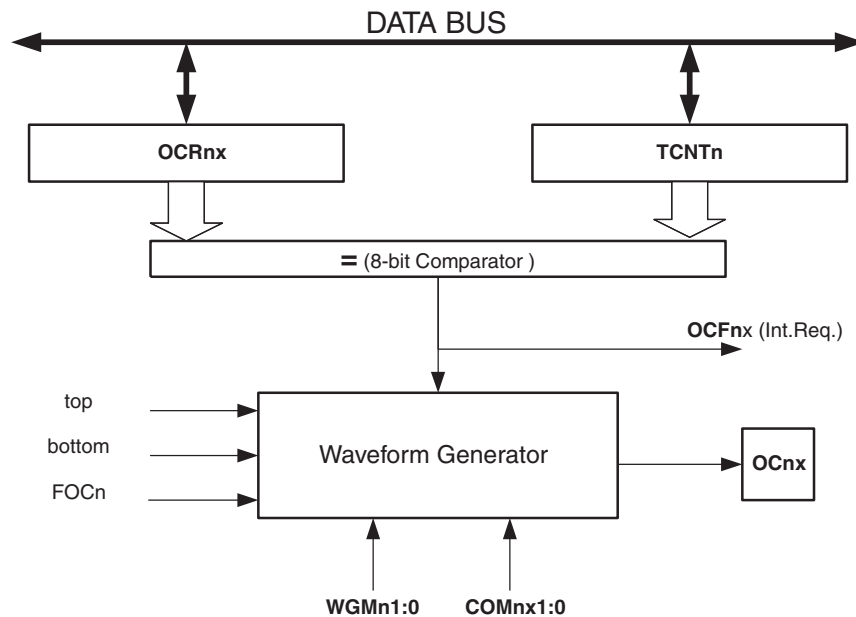 DATA BUS
OCRnx
TCNTn
= (8-bit Comparator )
OCFnx (Int.Req.)
top
bottom
FOCn
Waveform Generator
OCnx
WGMn1:0
COMnx1:0